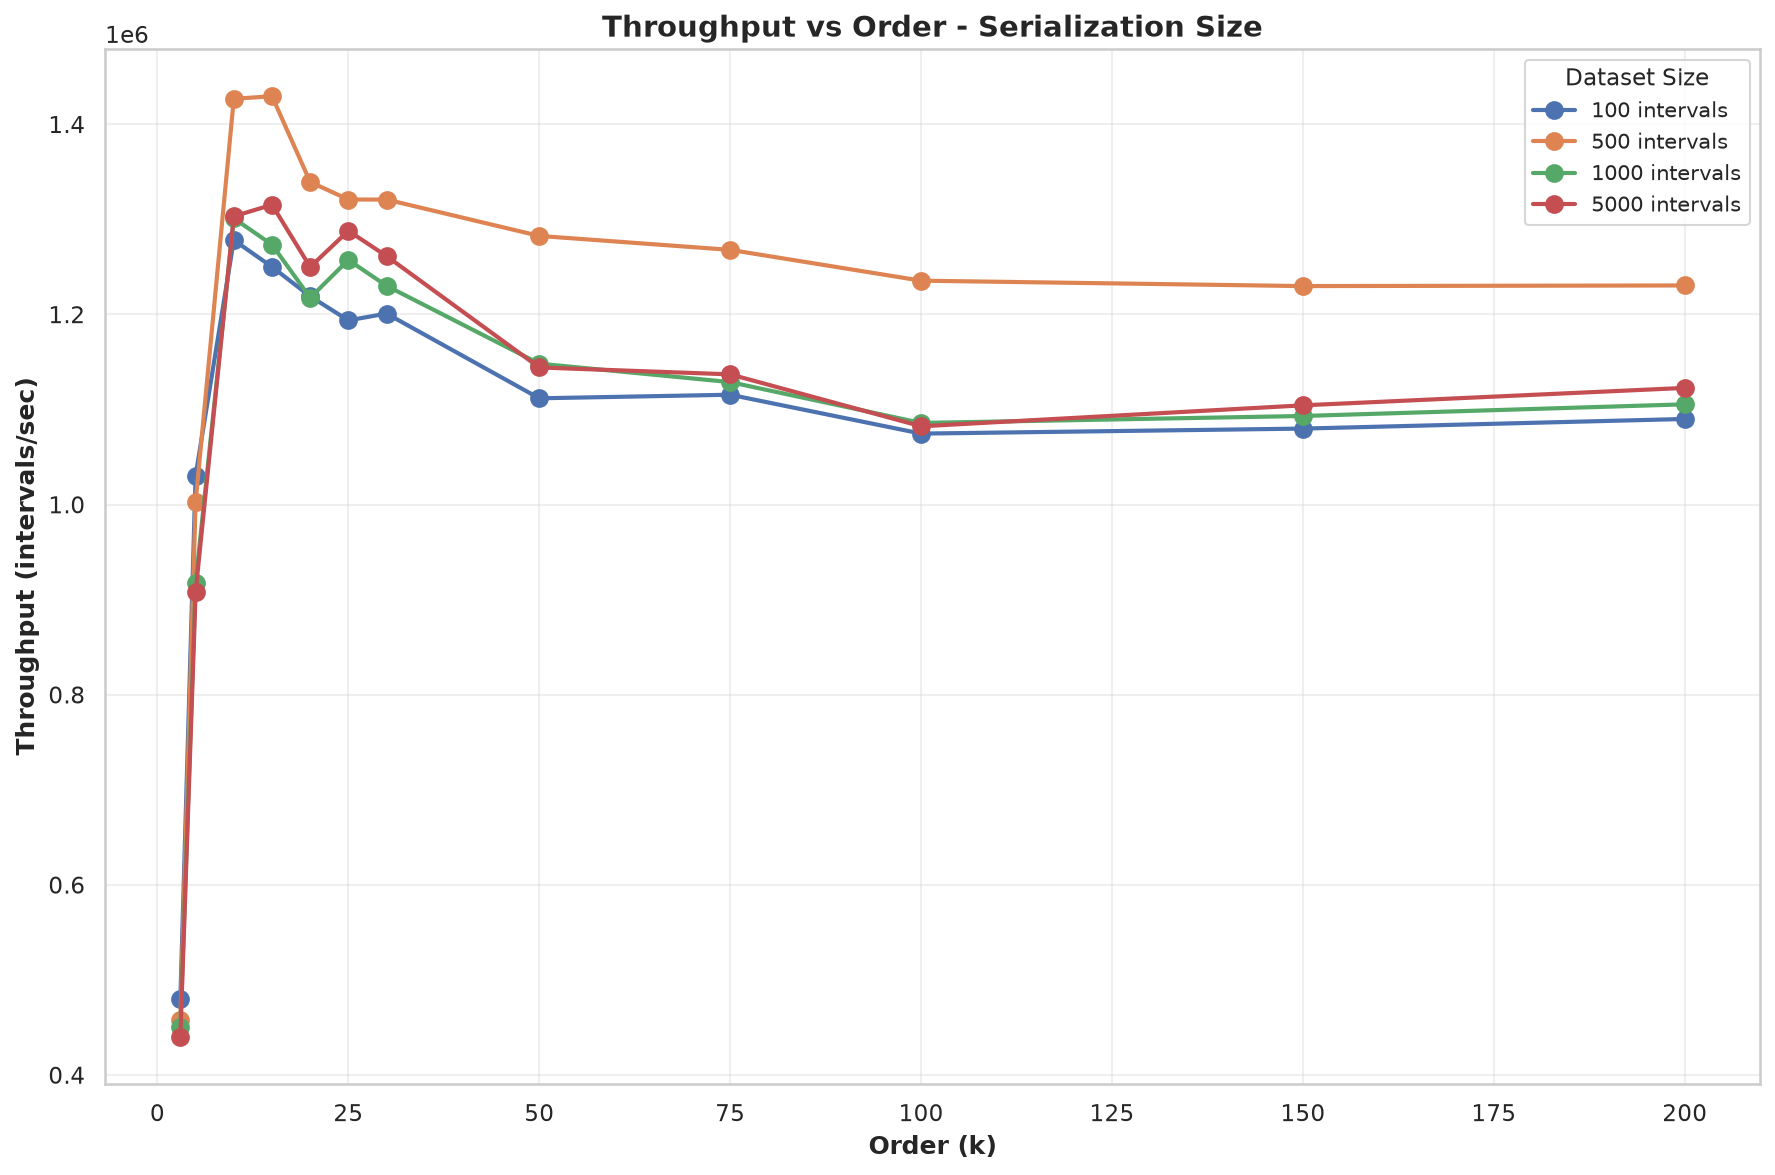 Throughput vs Order - Serialization Size
1e6
Dataset Size
100 intervals
500 intervals
1000 intervals
5000 intervals
1.4
1.2
1.0
0.8
0.6
0.4
Throughput (intervals/sec)
0 25 50 75 100 125 150 175 200
Order (k)